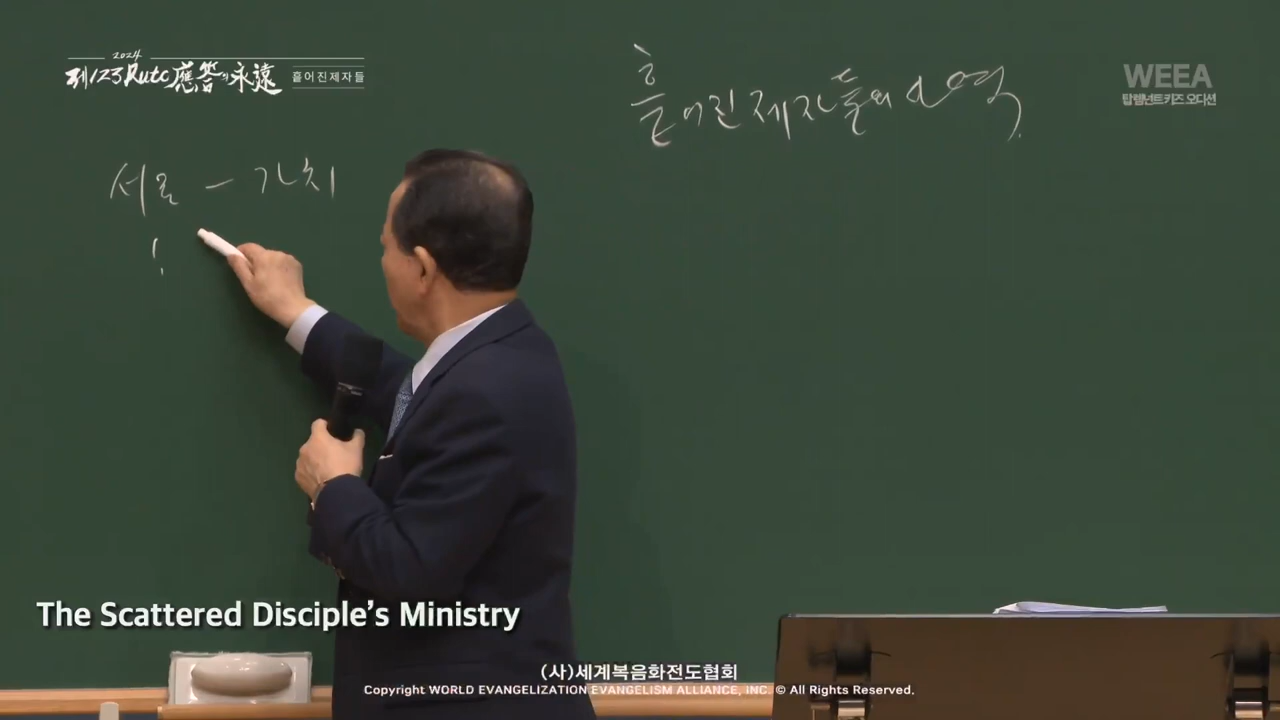 2024
제123차 Rutc 應答의 永遠
흩어진제자들
WEEA
탑 렘넌트 키즈 오디션
흩어진 제자들의 사역
서론 - 가치
The Scattered Disciple's Ministry
(사)세계복음화전도협회
Copyright WORLD EVANGELIZATION EVANGELISM ALLIANCE, INC. © All Rights Reserved.